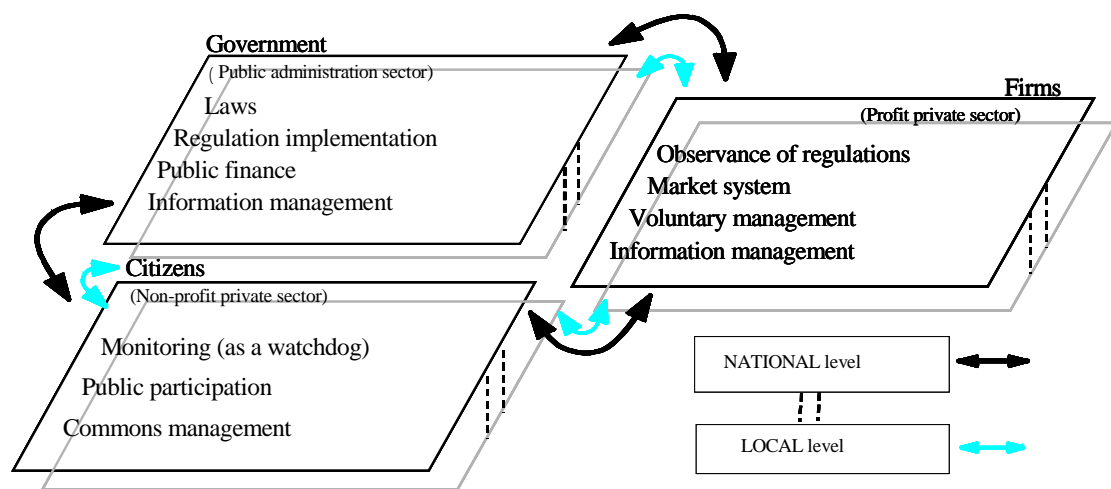 Government
( Public administration sector)
Laws
Regulation implementation
Public finance
Information management
Firms
(Profit private sector)
Observance of regulations
Market system
Voluntary management
Information management
Citizens
(Non-profit private sector)
Monitoring (as a watchdog)
Public participation
Commons management
NATIONAL level
LOCAL level